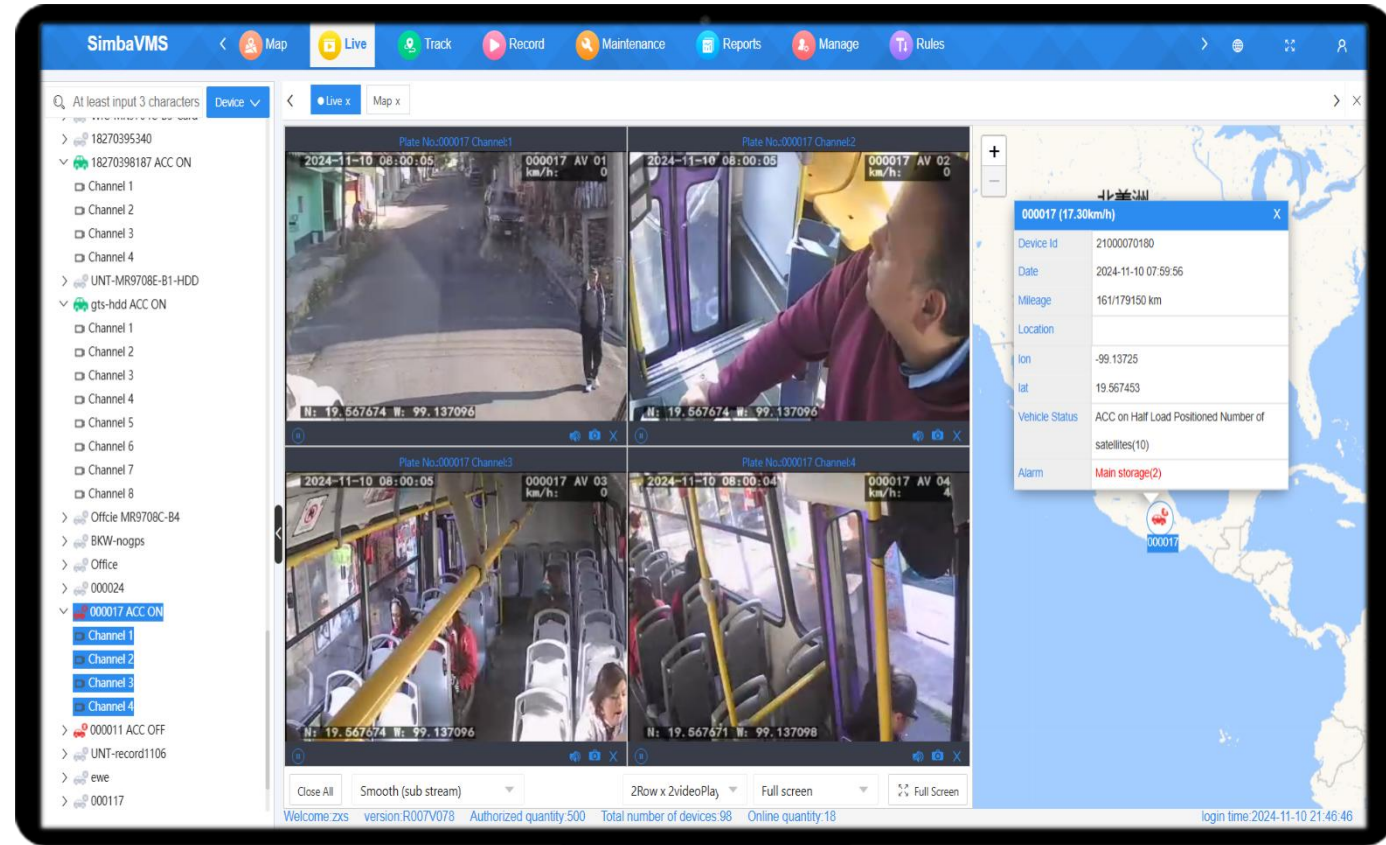 SimbaVMS
Map
Live
Track
Record
Maintenance
Reports
Manage
Rules
At least input 3 characters
Device
Live x
Map x
18270395340
18270398187 ACC ON
Channel 1
Channel 2
Channel 3
Channel 4
UNT-MR9708E-B1-HDD
gts-hdd ACC ON
Channel 1
Channel 2
Channel 3
Channel 4
Channel 5
Channel 6
Channel 7
Channel 8
Offcie MR9708C-B4
BKW-nogps
Office
000024
000017 ACC ON
Channel 1
Channel 2
Channel 3
Channel 4
000011 ACC OFF
UNT-record1106
ewe
000117
Plate No.:000017 Channel:1
2024-11-10 08:00:05
000017 AV 01
km/h: 0
N: 19.567674 W: 99.137096
Plate No.:000017 Channel:2
2024-11-10 08:00:05
000017 AV 02
km/h: 0
N: 19.567674 W: 99.137096
Plate No.:000017 Channel:3
2024-11-10 08:00:05
000017 AV 03
km/h: 0
N: 19.567674 W: 99.137096
Plate No.:000017 Channel:4
2024-11-10 08:00:04
000017 AV 04
km/h: 4
N: 19.567671 W: 99.137098
Close All
Smooth (sub stream)
2Row x 2videoPlay
Full screen
Full Screen
+
−
北美洲
000017 (17.30km/h) X
Device Id 21000070180
Date 2024-11-10 07:59:56
Mileage 161/179150 km
Location
lon -99.13725
lat 19.567453
Vehicle Status ACC on Half Load Positioned Number of
satellites(10)
Alarm Main storage(2)
000017
Welcome:zxs version:R007V078 Authorized quantity:500 Total number of devices:98 Online quantity:18
login time:2024-11-10 21:46:46